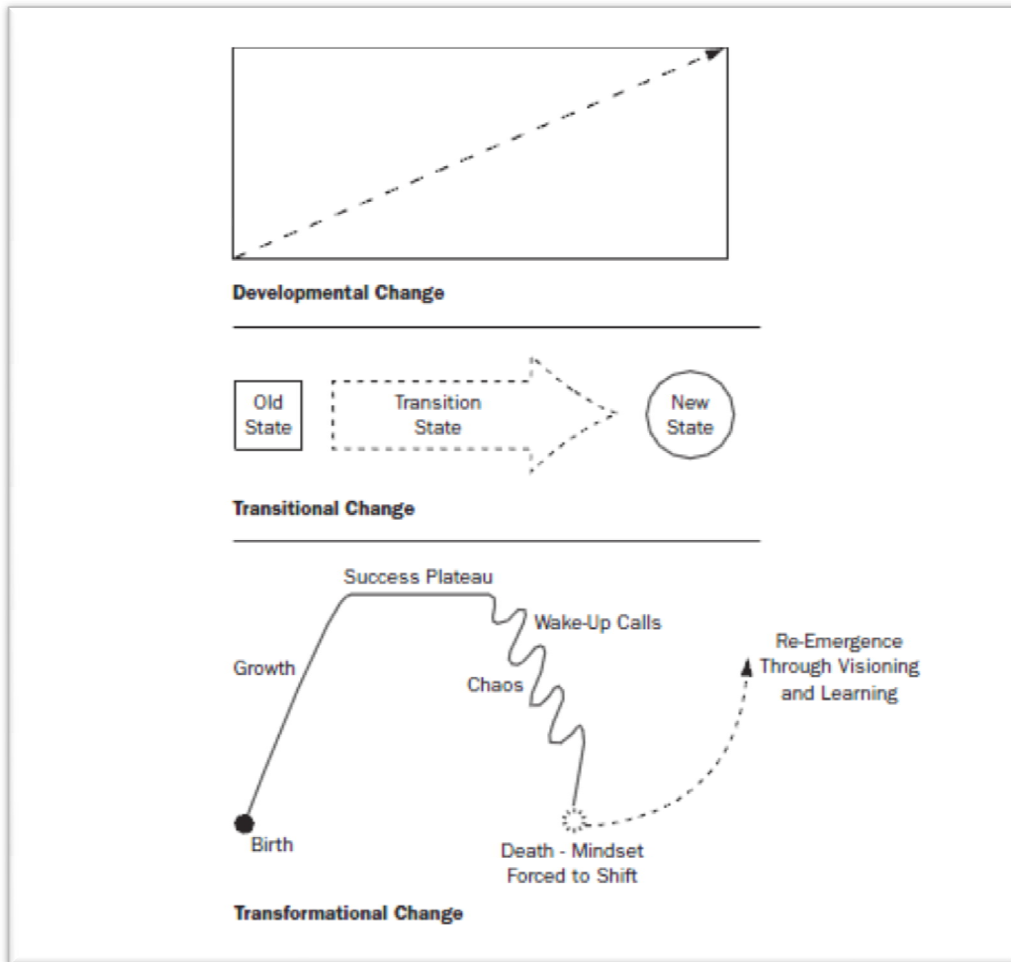 Developmental Change
Old
State
Transition
State
New
State
Transitional Change
Success Plateau
Wake-Up Calls
Growth
Chaos
Re-Emergence
Through Visioning
and Learning
Birth
Death - Mindset
Forced to Shift
Transformational Change